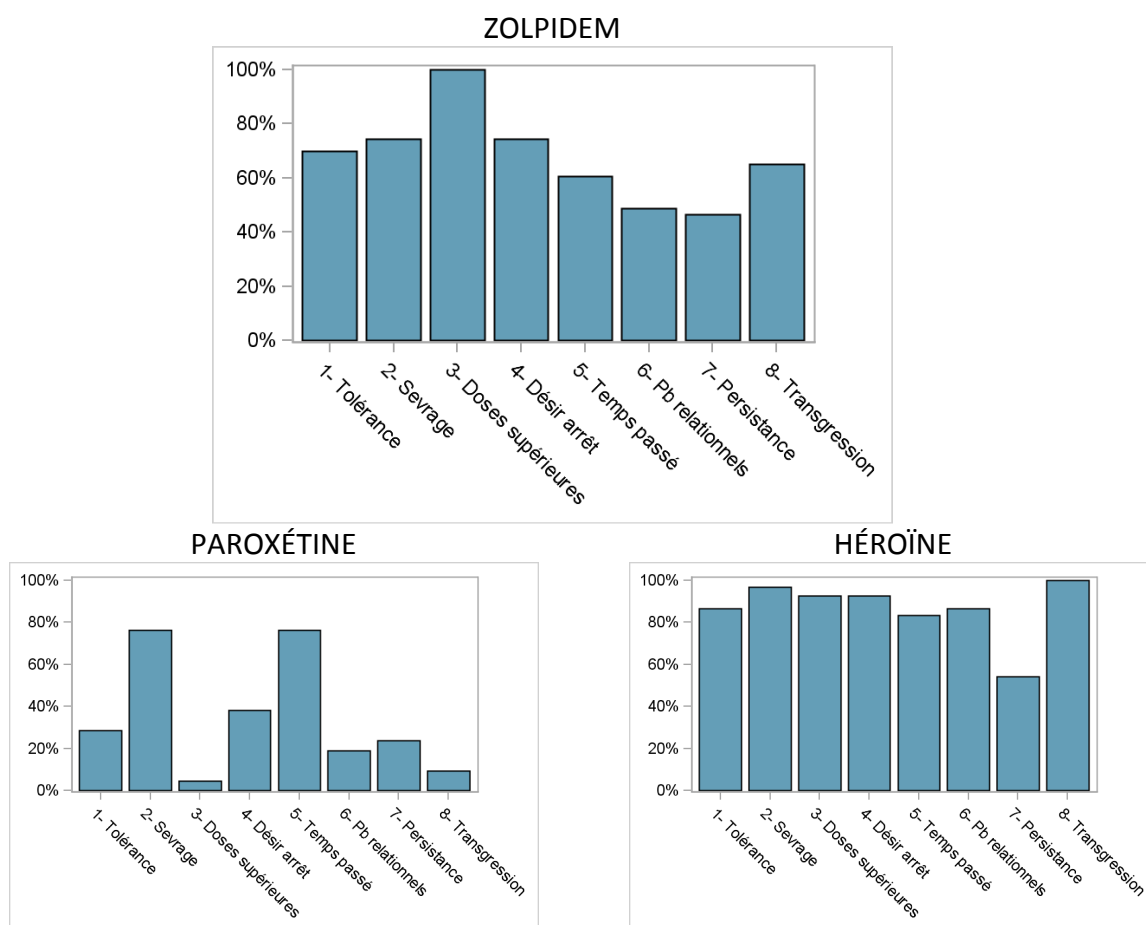 ZOLPIDEM
100%
80%
60%
40%
20%
0%
1- Tolérance
2- Sevrage
3- Doses supérieures
4- Désir arrêt
5- Temps passé
6- Pb relationnels
7- Persistance
8- Transgression
PAROXÉTINE
100%
80%
60%
40%
20%
0%
1- Tolérance
2- Sevrage
3- Doses supérieures
4- Désir arrêt
5- Temps passé
6- Pb relationnels
7- Persistance
8- Transgression
HÉROÏNE
100%
80%
60%
40%
20%
0%
1- Tolérance
2- Sevrage
3- Doses supérieures
4- Désir arrêt
5- Temps passé
6- Pb relationnels
7- Persistance
8- Transgression